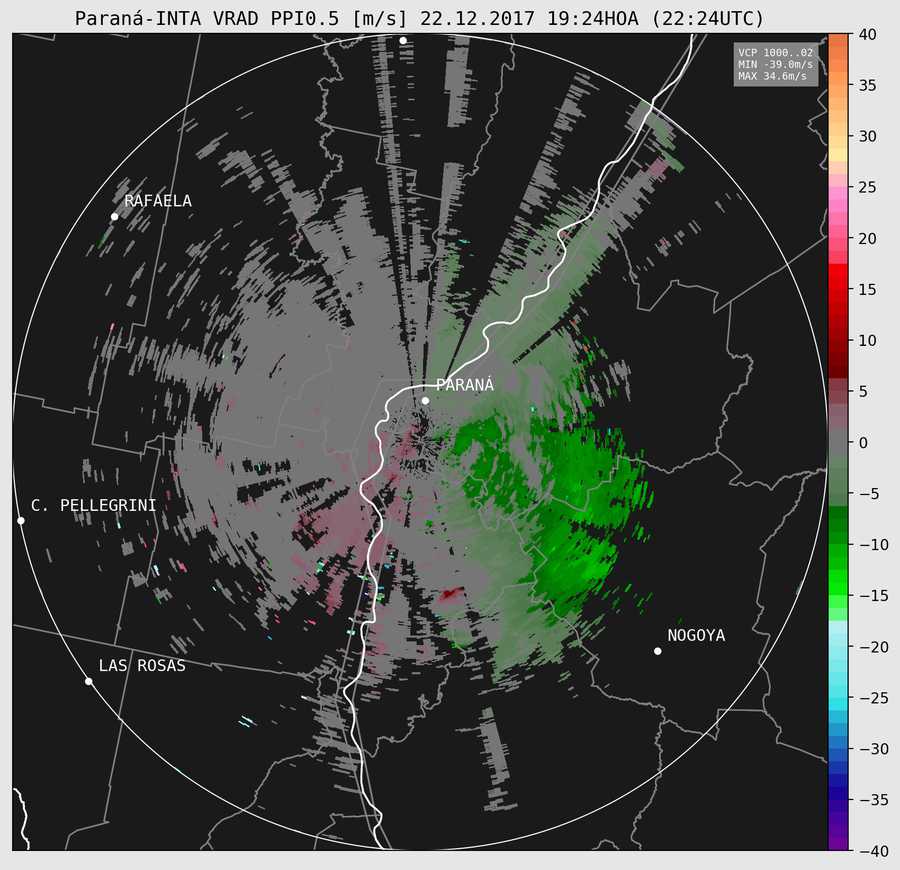 Paraná-INTA VRAD PPI0.5 [m/s] 22.12.2017 19:24HOA (22:24UTC)
VCP 1000..02
MIN -39.0m/s
MAX 34.6m/s
RAFAELA
PARANÁ
C. PELLEGRINI
NOGOYA
LAS ROSAS
40
35
30
25
20
15
10
5
0
−5
−10
−15
−20
−25
−30
−35
−40